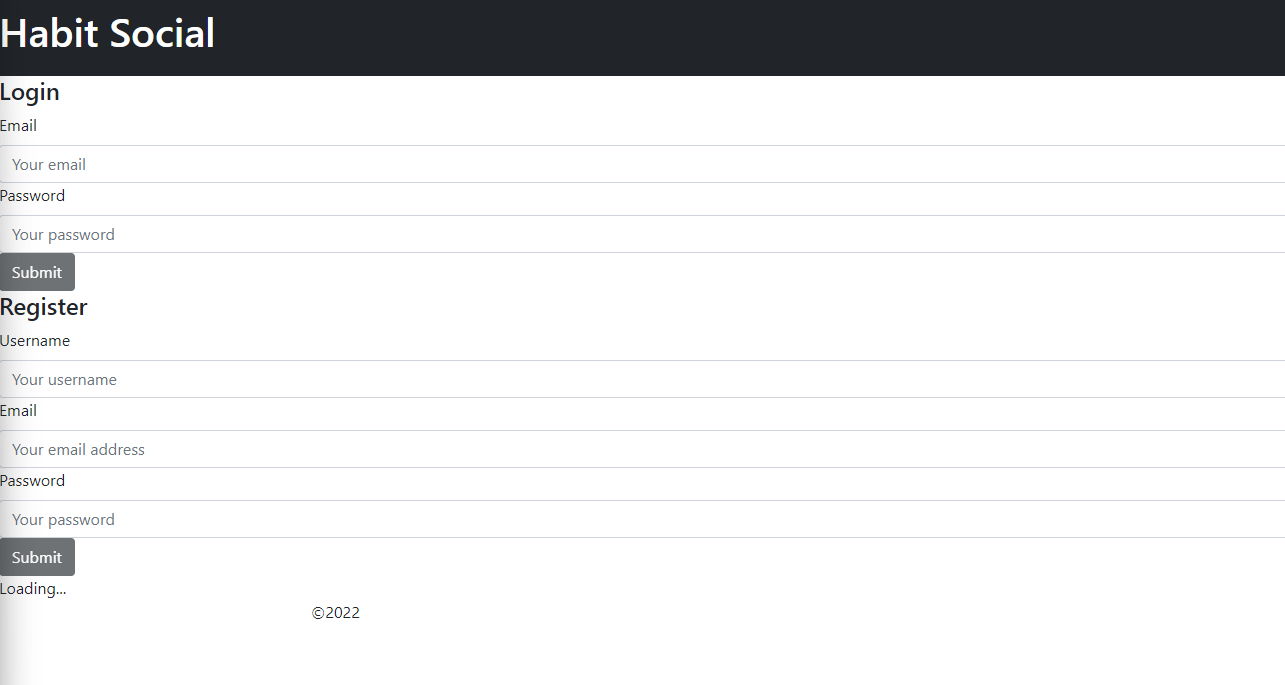 Habit Social
Login
Email
Your email
Password
Your password
Submit
Register
Username
Your username
Email
Your email address
Password
Your password
Submit
Loading...
©2022